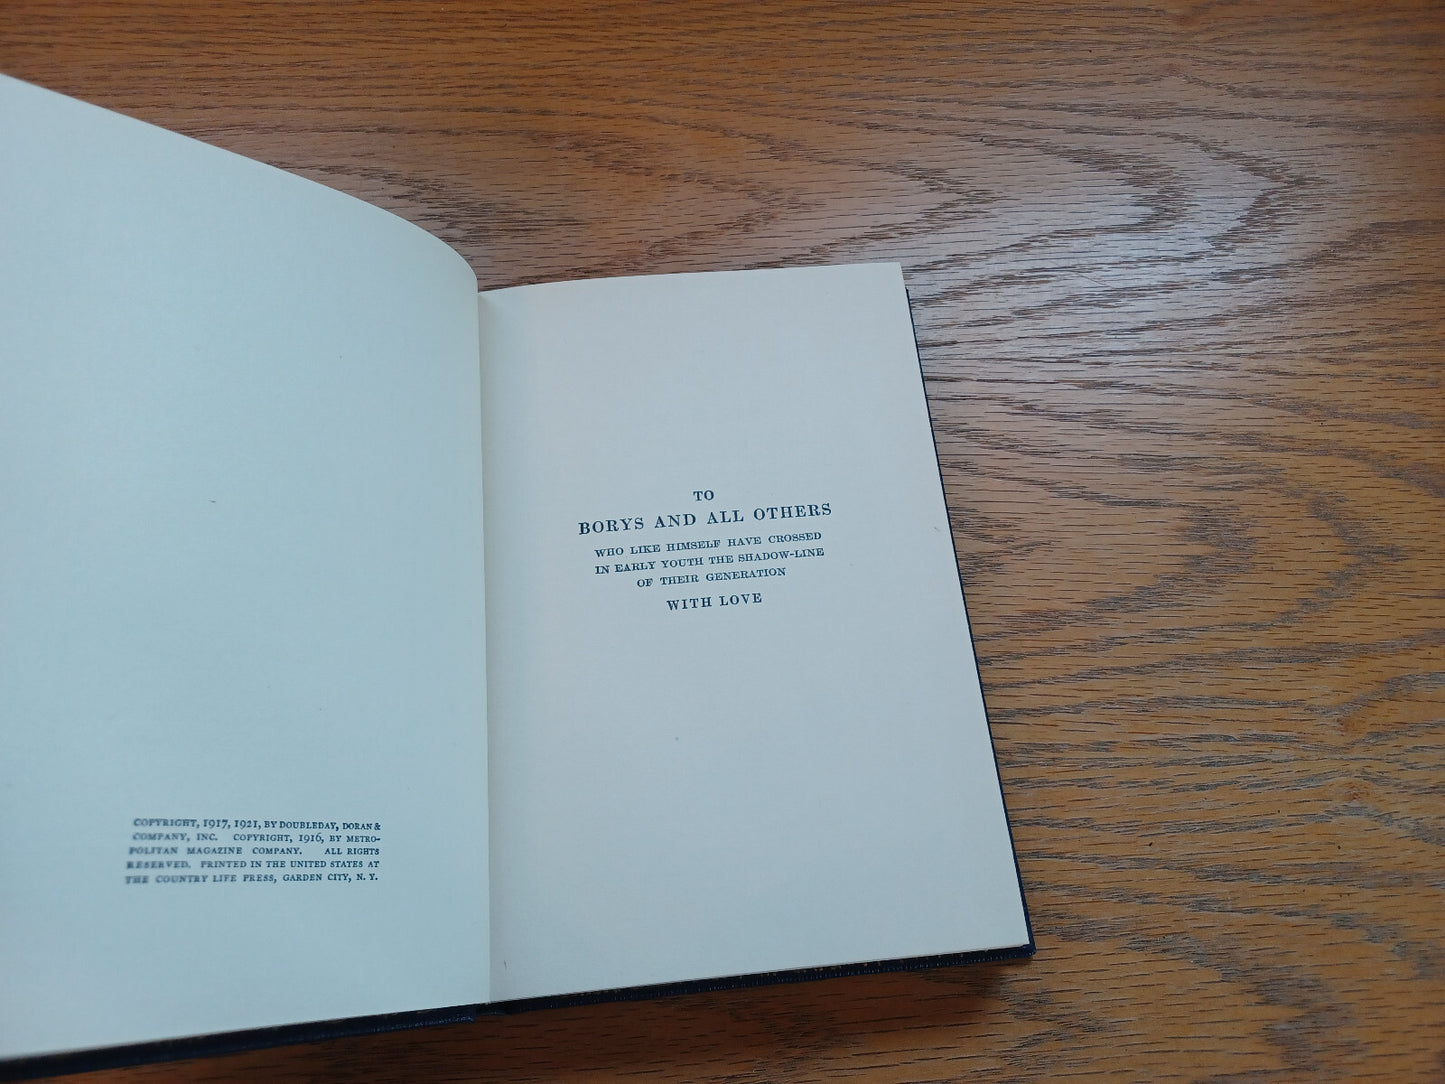 COPYRIGHT, 1917, 1921, BY DOUBLEDAY, DORAN &
COMPANY, INC. COPYRIGHT, 1916, BY METRO-
POLITAN MAGAZINE COMPANY. ALL RIGHTS
RESERVED. PRINTED IN THE UNITED STATES AT
THE COUNTRY LIFE PRESS, GARDEN CITY, N. Y.
TO
BORYS AND ALL OTHERS
WHO LIKE HIMSELF HAVE CROSSED
IN EARLY YOUTH THE SHADOW-LINE
OF THEIR GENERATION
WITH LOVE